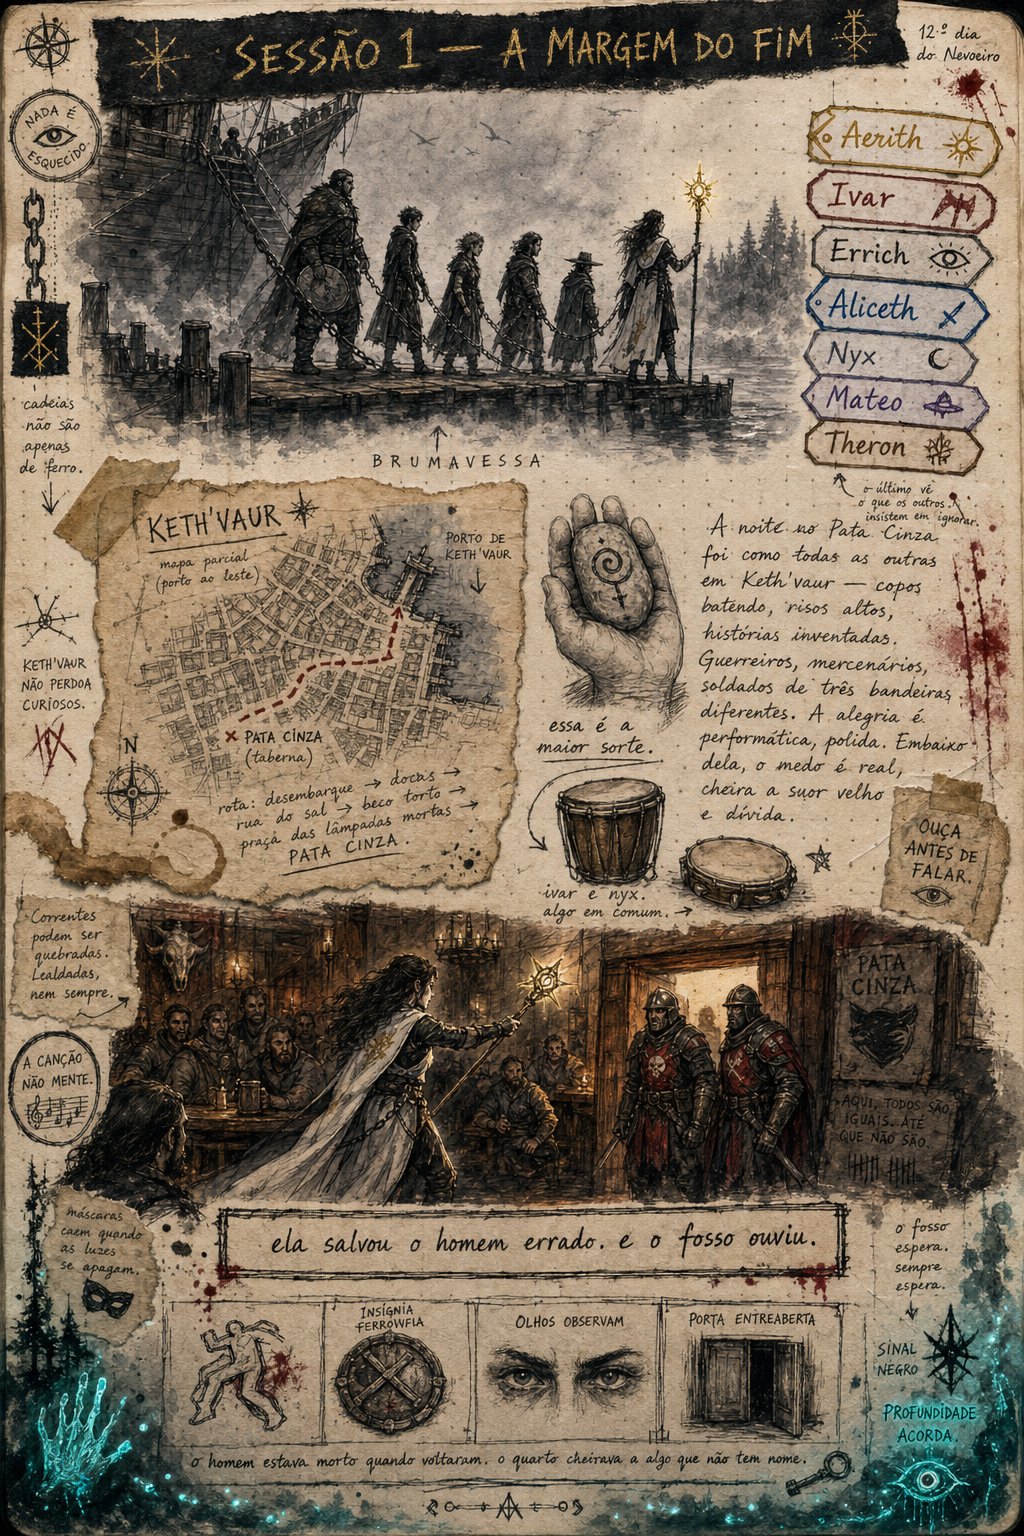 SESSÃO 1 — A MARGEM DO FIM
12.º dia
do Nevoeiro
NADA É
ESQUECIDO
Aerith
Ivar
Errich
Aliceth
Nyx
Mateo
Theron
o último vê
o que os outros
insistem em ignorar.
cadeias
não são
apenas
de ferro.
BRUMAVESSA
KETH'VAUR
mapa parcial
(porto ao leste)
PORTO DE
KETH'VAUR
N
× PATA CINZA
(taberna)
rota: desembarque → docas →
rua do sal → beco torto →
praça das lâmpadas mortas →
PATA CINZA.
KETH'VAUR
NÃO PERDOA
CURIOSOS.
essa é a
maior sorte.
ivar e nyx.
algo em comum. →
A noite no Pata Cinza
foi como todas as outras
em Keth'vaur — copos
batendo, risos altos,
histórias inventadas.
Guerreiros, mercenários,
soldados de três bandeiras
diferentes. A alegria é
performática, polida. Embaixo
dela, o medo é real,
cheira a suor velho
e dívida.
OUÇA
ANTES DE
FALAR.
Correntes
podem ser
quebradas.
Lealdades,
nem sempre.
A CANÇÃO
NÃO MENTE.
PATA
CINZA
AQUI, TODOS SÃO
IGUAIS. ATÉ
QUE NÃO SÃO.
máscaras
caem quando
as luzes
se apagam.
ela salvou o homem errado. e o fosso ouviu.
o fosso
espera.
sempre
espera.
INSÍGNIA
OLHOS OBSERVAM
PORTA ENTREABERTA
SINAL
NEGRO
PROFUNDIDADE
ACORDA.
o homem estava morto quando voltaram. o quarto cheirava a algo que não tem nome.